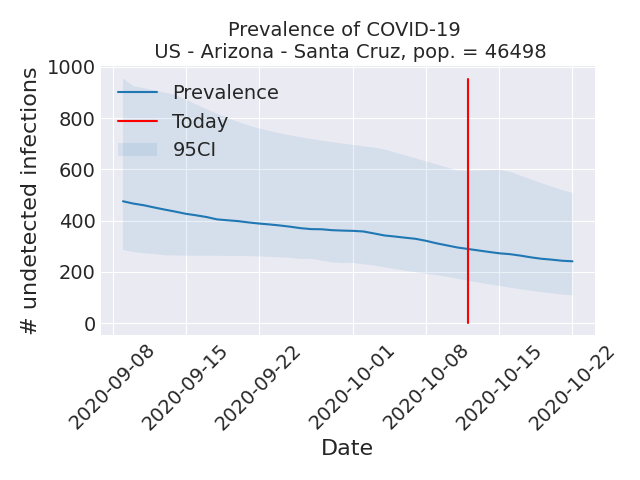 Prevalence of COVID-19
US - Arizona - Santa Cruz, pop. = 46498
# undetected infections
1000
800
600
400
200
0
Prevalence
Today
95CI
2020-09-08
2020-09-15
2020-09-22
2020-10-01
2020-10-08
2020-10-15
2020-10-22
Date